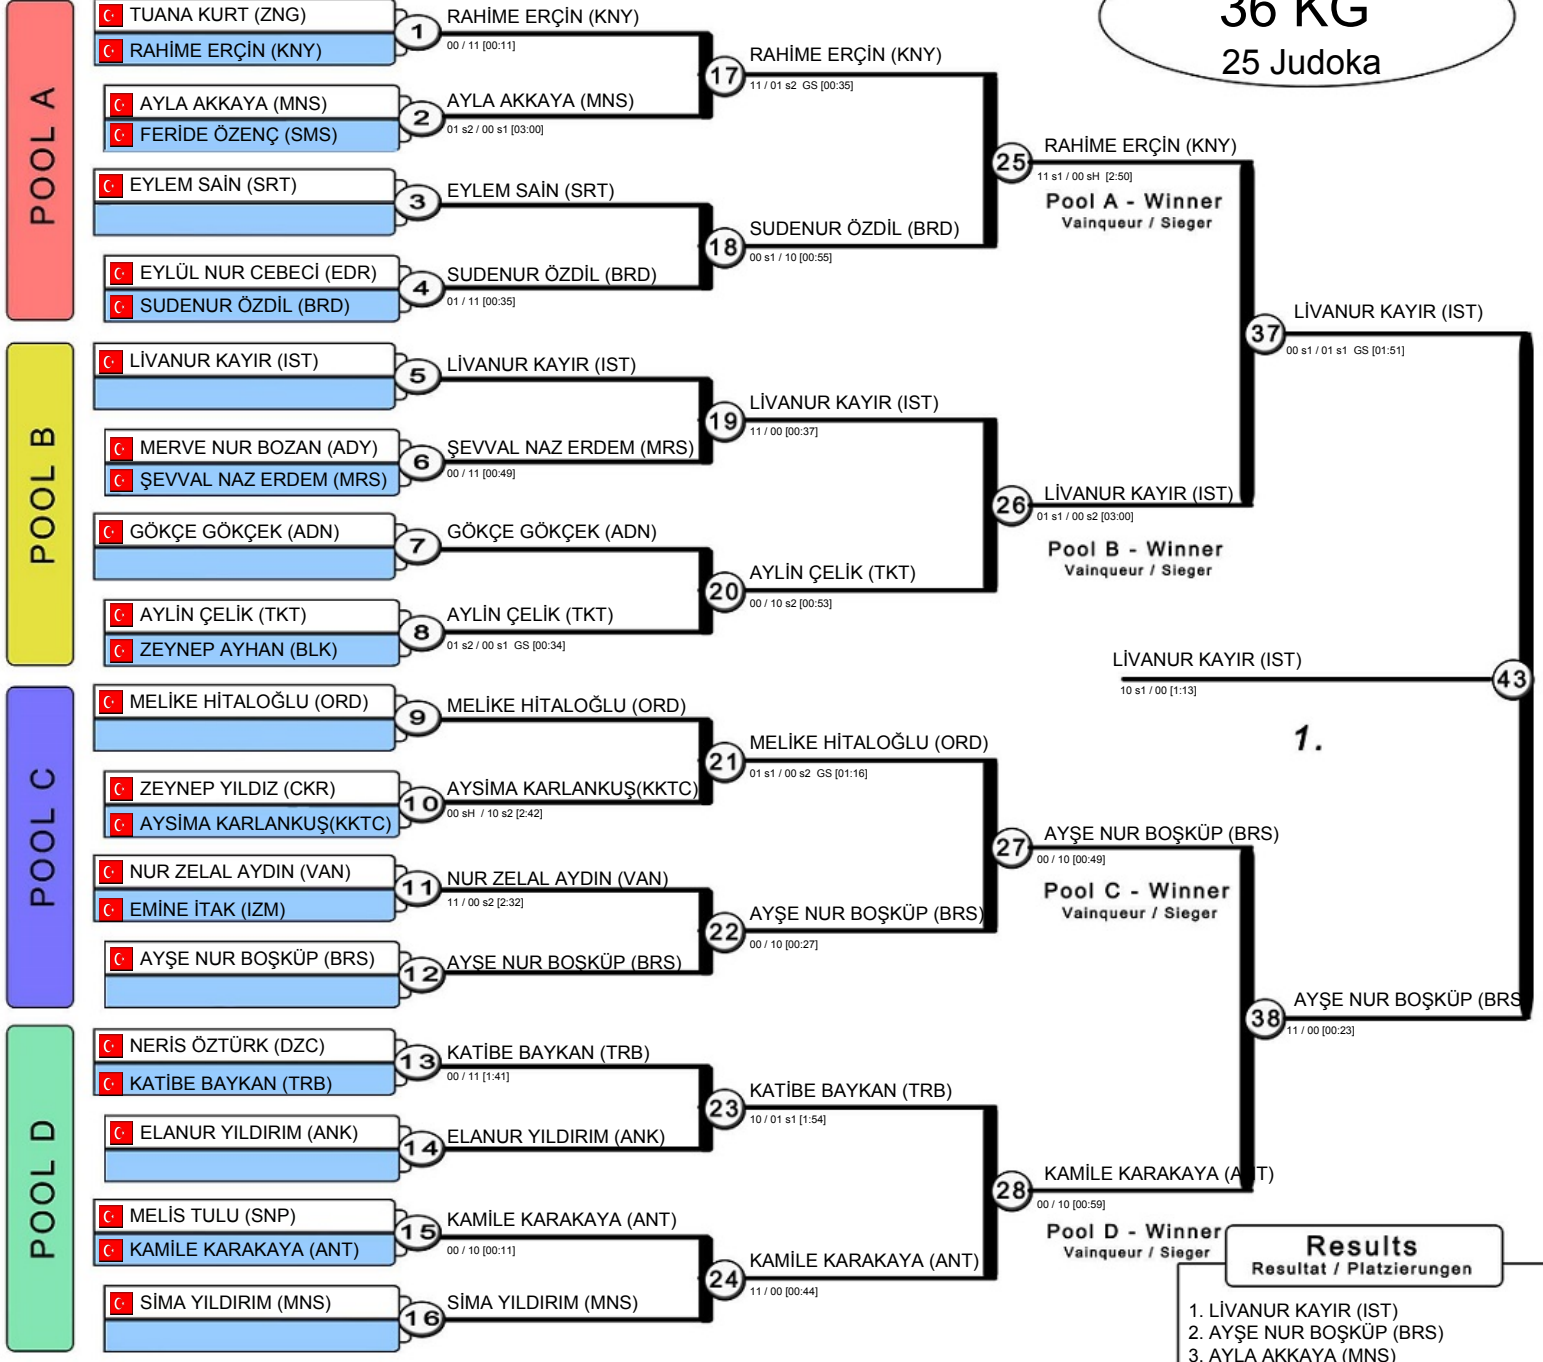 36 KG
25 Judoka
POOL A
TUANA KURT (ZNG)
RAHİME ERÇİN (KNY)
1
RAHİME ERÇİN (KNY)
00 / 11 [00:11]
AYLA AKKAYA (MNS)
FERİDE ÖZENÇ (SMS)
2
AYLA AKKAYA (MNS)
01 s2 / 00 s1 [03:00]
17
RAHİME ERÇİN (KNY)
11 / 01 s2 GS [00:35]
EYLEM SAİN (SRT)
3
EYLEM SAİN (SRT)
EYLÜL NUR CEBECİ (EDR)
SUDENUR ÖZDİL (BRD)
4
SUDENUR ÖZDİL (BRD)
01 / 11 [00:35]
18
SUDENUR ÖZDİL (BRD)
00 s1 / 10 [00:55]
25
RAHİME ERÇİN (KNY)
11 s1 / 00 sH [2:50]
Pool A - Winner
Vainqueur / Sieger
POOL B
LİVANUR KAYIR (IST)
5
LİVANUR KAYIR (IST)
MERVE NUR BOZAN (ADY)
ŞEVVAL NAZ ERDEM (MRS)
6
ŞEVVAL NAZ ERDEM (MRS)
00 / 11 [00:49]
19
LİVANUR KAYIR (IST)
11 / 00 [00:37]
GÖKÇE GÖKÇEK (ADN)
7
GÖKÇE GÖKÇEK (ADN)
AYLİN ÇELİK (TKT)
ZEYNEP AYHAN (BLK)
8
AYLİN ÇELİK (TKT)
01 s2 / 00 s1 GS [00:34]
20
AYLİN ÇELİK (TKT)
00 / 10 s2 [00:53]
26
LİVANUR KAYIR (IST)
01 s1 / 00 s2 [03:00]
Pool B - Winner
Vainqueur / Sieger
37
LİVANUR KAYIR (IST)
00 s1 / 01 s1 GS [01:51]
POOL C
MELİKE HİTALOĞLU (ORD)
9
MELİKE HİTALOĞLU (ORD)
ZEYNEP YILDIZ (CKR)
AYSİMA KARLANKUŞ(KKTC)
10
AYSİMA KARLANKUŞ(KKTC)
00 sH / 10 s2 [2:42]
21
MELİKE HİTALOĞLU (ORD)
01 s1 / 00 s2 GS [01:16]
NUR ZELAL AYDIN (VAN)
EMİNE İTAK (IZM)
11
NUR ZELAL AYDIN (VAN)
11 / 00 s2 [2:32]
AYŞE NUR BOŞKÜP (BRS)
12
AYŞE NUR BOŞKÜP (BRS)
22
AYŞE NUR BOŞKÜP (BRS)
00 / 10 [00:27]
27
AYŞE NUR BOŞKÜP (BRS)
00 / 10 [00:49]
Pool C - Winner
Vainqueur / Sieger
POOL D
NERİS ÖZTÜRK (DZC)
KATİBE BAYKAN (TRB)
13
KATİBE BAYKAN (TRB)
00 / 11 [1:41]
ELANUR YILDIRIM (ANK)
14
ELANUR YILDIRIM (ANK)
23
KATİBE BAYKAN (TRB)
10 / 01 s1 [1:54]
MELİS TULU (SNP)
KAMİLE KARAKAYA (ANT)
15
KAMİLE KARAKAYA (ANT)
00 / 10 [00:11]
SİMA YILDIRIM (MNS)
16
SİMA YILDIRIM (MNS)
24
KAMİLE KARAKAYA (ANT)
11 / 00 [00:44]
28
KAMİLE KARAKAYA (ANT)
00 / 10 [00:59]
Pool D - Winner
Vainqueur / Sieger
38
AYŞE NUR BOŞKÜP (BRS
11 / 00 [00:23]
LİVANUR KAYIR (IST)
43
10 s1 / 00 [1:13]
1.
Results
Resultat / Platzierungen
1. LİVANUR KAYIR (IST)
2. AYŞE NUR BOŞKÜP (BRS)
3. AYLA AKKAYA (MNS)